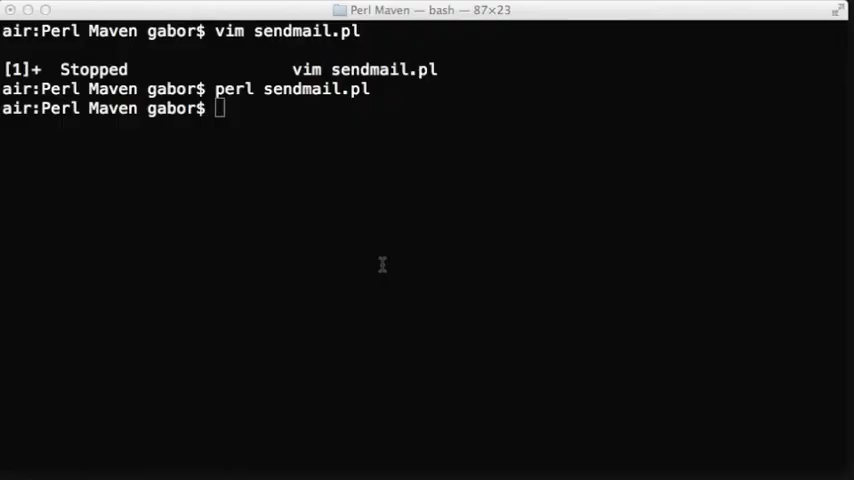 Perl Maven — bash — 87×23
air:Perl Maven gabor$ vim sendmail.pl
[1]+  Stopped                 vim sendmail.pl
air:Perl Maven gabor$ perl sendmail.pl
air:Perl Maven gabor$